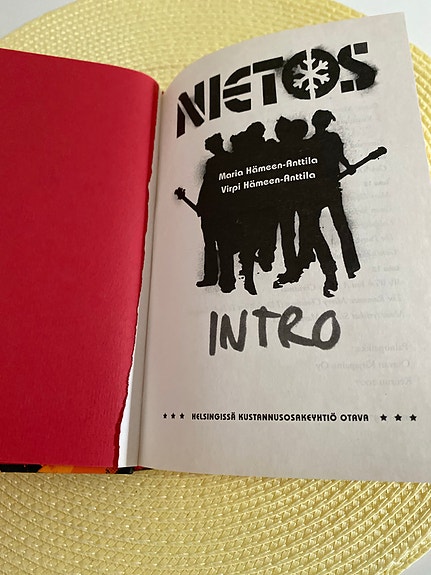 NIETOS
Maria Hämeen-Anttila
Virpi Hämeen-Anttila
INTRO
★ ★ ★ HELSINGISSÄ KUSTANNUSOSAKEYHTIÖ OTAVA ★ ★ ★